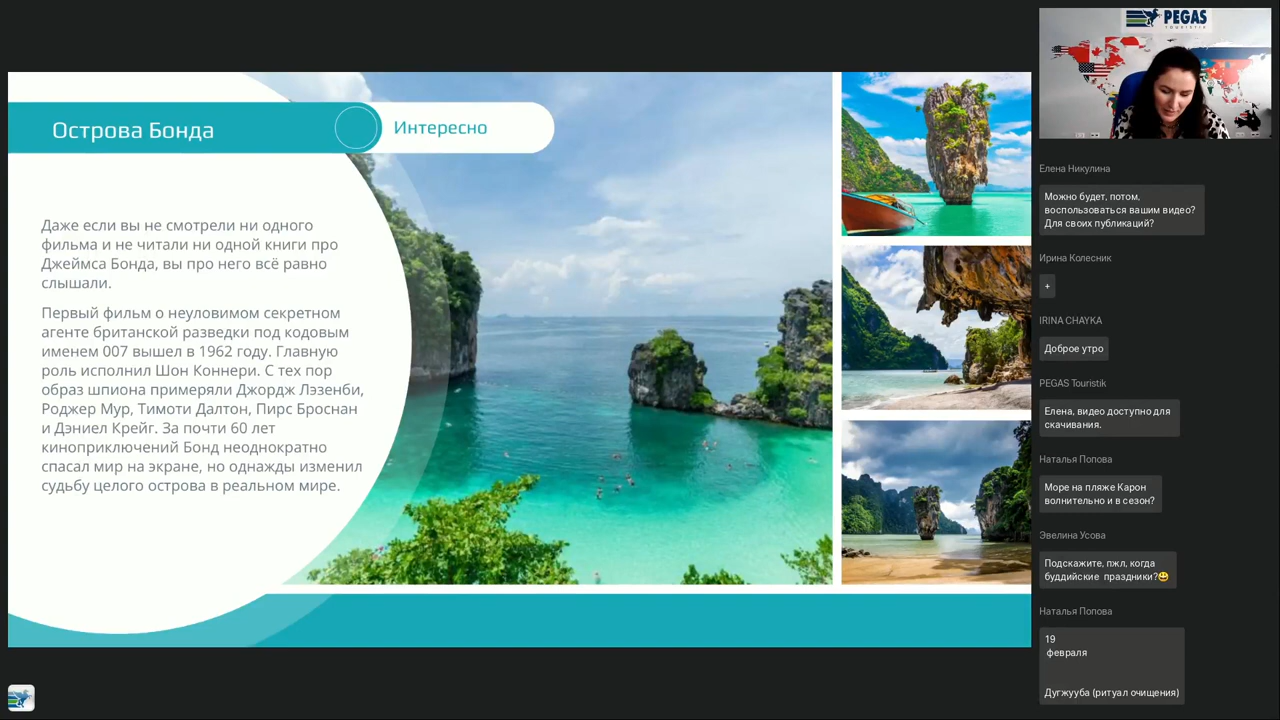 Острова Бонда
Интересно
Даже если вы не смотрели ни одного
фильма и не читали ни одной книги про
Джеймса Бонда, вы про него всё равно
слышали.
Первый фильм о неуловимом секретном
агенте британской разведки под кодовым
именем 007 вышел в 1962 году. Главную
роль исполнил Шон Коннери. С тех пор
образ шпиона примеряли Джордж Лэзенби,
Роджер Мур, Тимоти Далтон, Пирс Броснан
и Дэниел Крейг. За почти 60 лет
киноприключений Бонд неоднократно
спасал мир на экране, но однажды изменил
судьбу целого острова в реальном мире.
PEGAS
TOURISTIK
Елена Никулина
Можно будет, потом,
воспользоваться вашим видео?
Для своих публикаций?
Ирина Колесник
+
IRINA CHAYKA
Доброе утро
PEGAS Touristik
Елена, видео доступно для
скачивания.
Наталья Попова
Море на пляже Карон
волнительно и в сезон?
Эвелина Усова
Подскажите, пжл, когда
буддийские праздники?😀
Наталья Попова
19
февраля
Дугжууба (ритуал очищения)